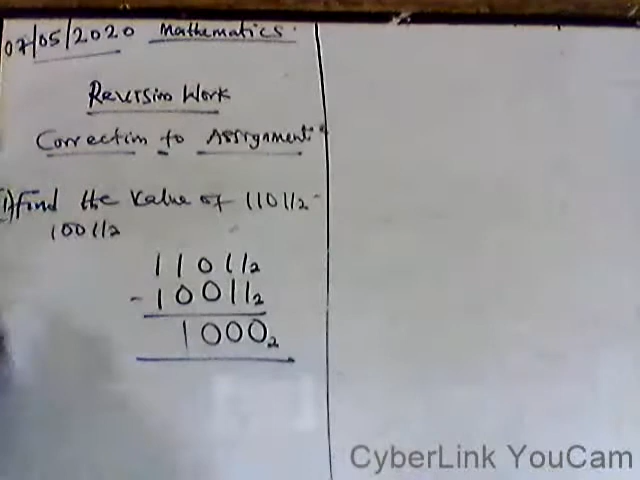 07/05/2020 Mathematics.
Reversion Work
Correction to Assignment
1) Find the value of 11011₂ -
10011₂
11011₂
- 10011₂
1000₂
CyberLink YouCam